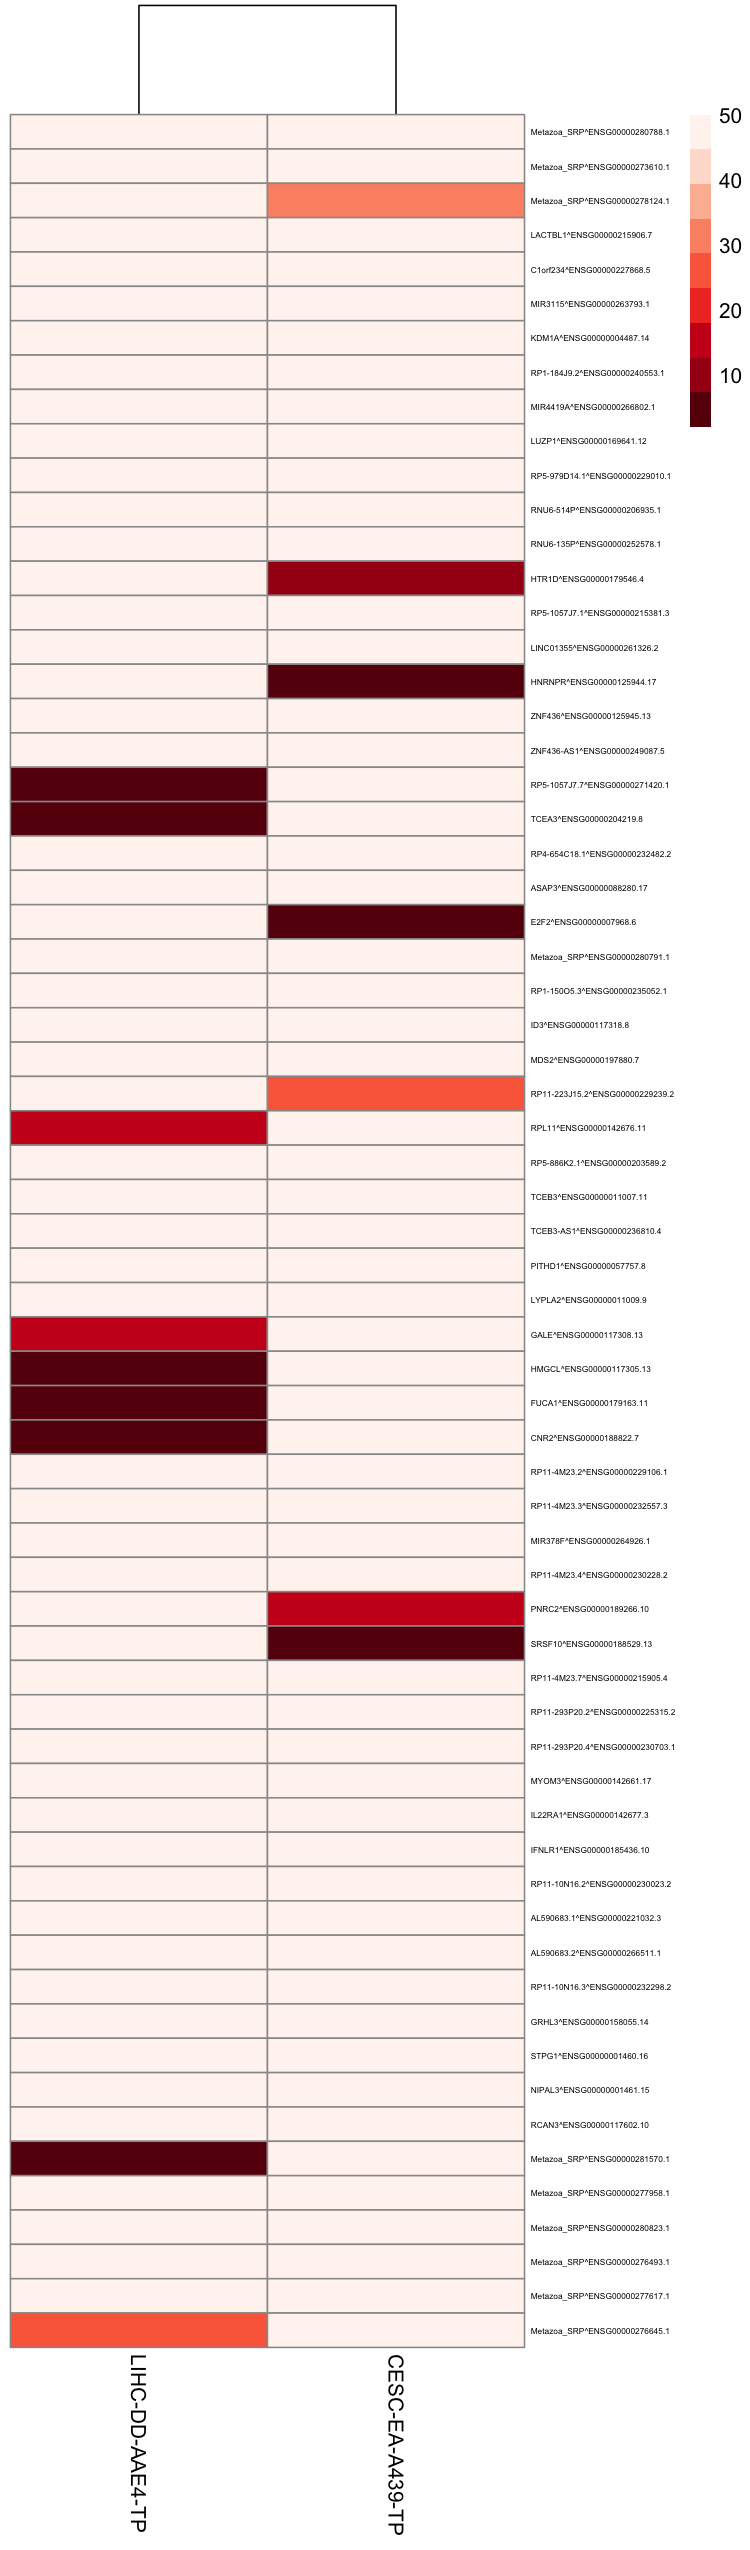 50
40
30
20
10
Metazoa_SRP^ENSG00000280788.1
Metazoa_SRP^ENSG00000273610.1
Metazoa_SRP^ENSG00000278124.1
LACTBL1^ENSG00000215906.7
C1orf234^ENSG00000227868.5
MIR3115^ENSG00000263793.1
KDM1A^ENSG00000004487.14
RP1-184J9.2^ENSG00000240553.1
MIR4419A^ENSG00000266802.1
LUZP1^ENSG00000169641.12
RP5-979D14.1^ENSG00000229010.1
RNU6-514P^ENSG00000206935.1
RNU6-135P^ENSG00000252578.1
HTR1D^ENSG00000179546.4
RP5-1057J7.1^ENSG00000215381.3
LINC01355^ENSG00000261326.2
HNRNPR^ENSG00000125944.17
ZNF436^ENSG00000125945.13
ZNF436-AS1^ENSG00000249087.5
RP5-1057J7.7^ENSG00000271420.1
TCEA3^ENSG00000204219.8
RP4-654C18.1^ENSG00000232482.2
ASAP3^ENSG00000088280.17
E2F2^ENSG00000007968.6
Metazoa_SRP^ENSG00000280791.1
RP1-150O5.3^ENSG00000235052.1
ID3^ENSG00000117318.8
MDS2^ENSG00000197880.7
RP11-223J15.2^ENSG00000229239.2
RPL11^ENSG00000142676.11
RP5-886K2.1^ENSG00000203589.2
TCEB3^ENSG00000011007.11
TCEB3-AS1^ENSG00000236810.4
PITHD1^ENSG00000057757.8
LYPLA2^ENSG00000011009.9
GALE^ENSG00000117308.13
HMGCL^ENSG00000117305.13
FUCA1^ENSG00000179163.11
CNR2^ENSG00000188822.7
RP11-4M23.2^ENSG00000229106.1
RP11-4M23.3^ENSG00000232557.3
MIR378F^ENSG00000264926.1
RP11-4M23.4^ENSG00000230228.2
PNRC2^ENSG00000189266.10
SRSF10^ENSG00000188529.13
RP11-4M23.7^ENSG00000215905.4
RP11-293P20.2^ENSG00000225315.2
RP11-293P20.4^ENSG00000230703.1
MYOM3^ENSG00000142661.17
IL22RA1^ENSG00000142677.3
IFNLR1^ENSG00000185436.10
RP11-10N16.2^ENSG00000230023.2
AL590683.1^ENSG00000221032.3
AL590683.2^ENSG00000266511.1
RP11-10N16.3^ENSG00000232298.2
GRHL3^ENSG00000158055.14
STPG1^ENSG00000001460.16
NIPAL3^ENSG00000001461.15
RCAN3^ENSG00000117602.10
Metazoa_SRP^ENSG00000281570.1
Metazoa_SRP^ENSG00000277958.1
Metazoa_SRP^ENSG00000280823.1
Metazoa_SRP^ENSG00000276493.1
Metazoa_SRP^ENSG00000277617.1
Metazoa_SRP^ENSG00000276645.1
LIHC-DD-AAE4-TP
CESC-EA-A439-TP